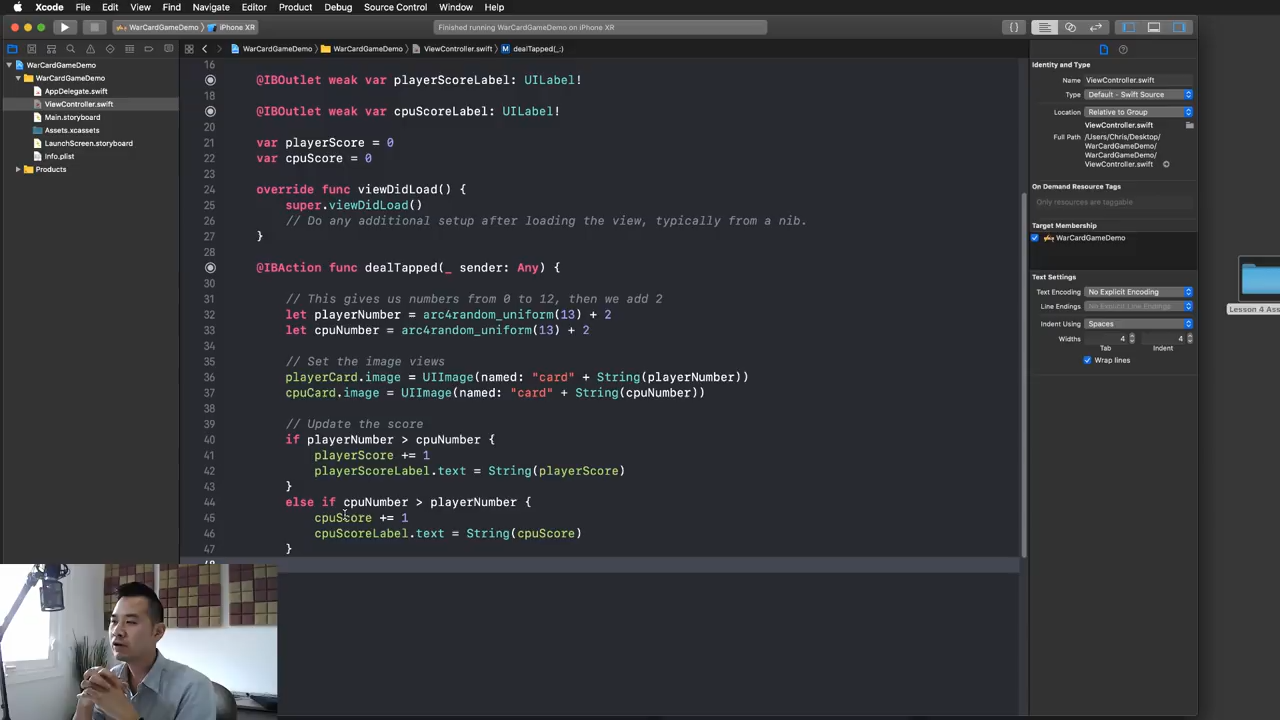 Xcode File Edit View Find Navigate Editor Product Debug Source Control Window Help
WarCardGameDemo iPhone XR
Finished running WarCardGameDemo on iPhone XR
WarCardGameDemo WarCardGameDemo ViewController.swift M dealTapped(_:)
WarCardGameDemo
WarCardGameDemo
AppDelegate.swift
ViewController.swift
Main.storyboard
Assets.xcassets
LaunchScreen.storyboard
Info.plist
Products
16
@IBOutlet weak var playerScoreLabel: UILabel!
18
@IBOutlet weak var cpuScoreLabel: UILabel!
20
21 var playerScore = 0
22 var cpuScore = 0
23
24 override func viewDidLoad() {
25 super.viewDidLoad()
26 // Do any additional setup after loading the view, typically from a nib.
27 }
28
@IBAction func dealTapped(_ sender: Any) {
30
31 // This gives us numbers from 0 to 12, then we add 2
32 let playerNumber = arc4random_uniform(13) + 2
33 let cpuNumber = arc4random_uniform(13) + 2
34
35 // Set the image views
36 playerCard.image = UIImage(named: "card" + String(playerNumber))
37 cpuCard.image = UIImage(named: "card" + String(cpuNumber))
38
39 // Update the score
40 if playerNumber > cpuNumber {
41 playerScore += 1
42 playerScoreLabel.text = String(playerScore)
43 }
44 else if cpuNumber > playerNumber {
45 cpuScore += 1
46 cpuScoreLabel.text = String(cpuScore)
47 }
Identity and Type
Name ViewController.swift
Type Default - Swift Source
Location Relative to Group
ViewController.swift
Full Path /Users/Chris/Desktop/
WarCardGameDemo/
WarCardGameDemo/
ViewController.swift
On Demand Resource Tags
Only resources are taggable
Target Membership
WarCardGameDemo
Text Settings
Text Encoding No Explicit Encoding
Line Endings No Explicit Line Endings
Indent Using Spaces
Widths 4 4
Tab Indent
Wrap lines
Lesson 4 Ass